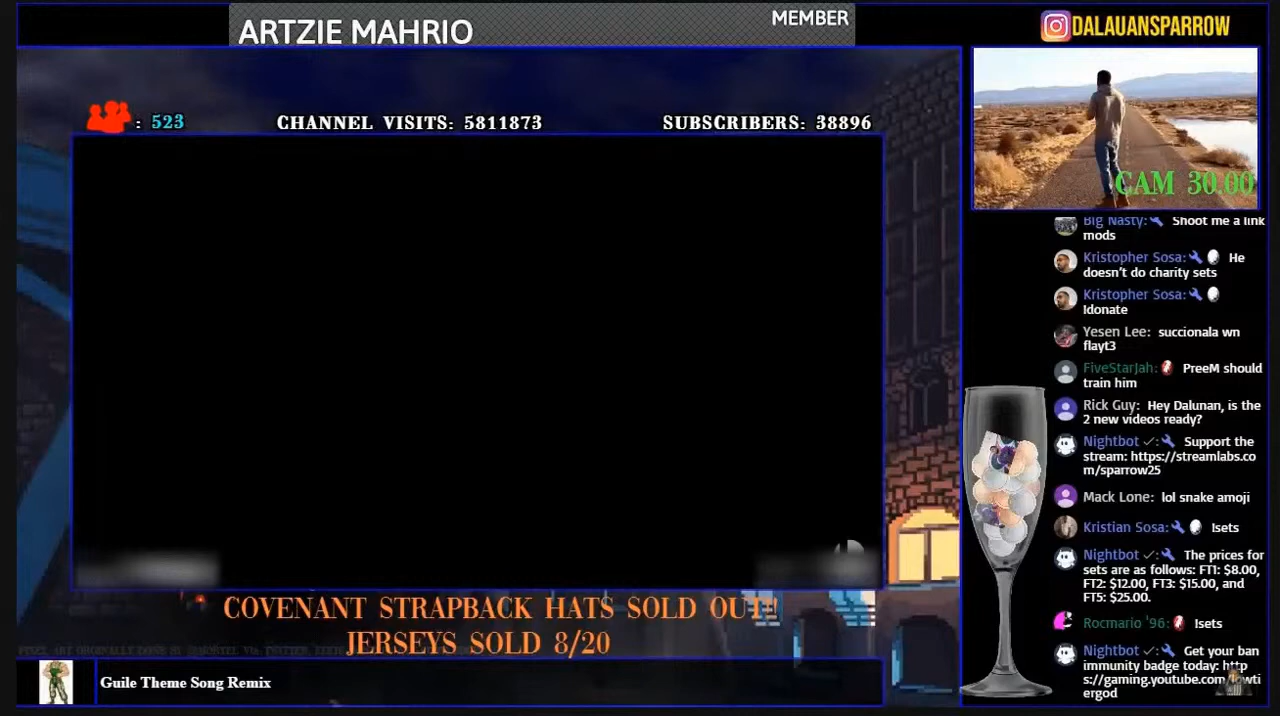 ARTZIE MAHRIO
MEMBER
DALAUANSPARROW
: 523
CHANNEL VISITS: 5811873
SUBSCRIBERS: 38896
CAM 30.00
Big Nasty: Shoot me a link
mods
Kristopher Sosa: He
doesn't do charity sets
Kristopher Sosa:
!donate
Yesen Lee: succionala wn
flayt3
FiveStarJah: PreeM should
train him
Rick Guy: Hey Dalunan, is the
2 new videos ready?
Nightbot ✓: Support the
stream: https://streamlabs.co
m/sparrow25
Mack Lone: lol snake amoji
Kristian Sosa: !sets
Nightbot ✓: The prices for
sets are as follows: FT1: $8.00,
FT2: $12.00, FT3: $15.00, and
FT5: $25.00.
Rocmario '96: !sets
Nightbot ✓: Get your ban
immunity badge today: http
s://gaming.youtube.com/lowti
ergod
COVENANT STRAPBACK HATS SOLD OUT!!
JERSEYS SOLD 8/20
Guile Theme Song Remix